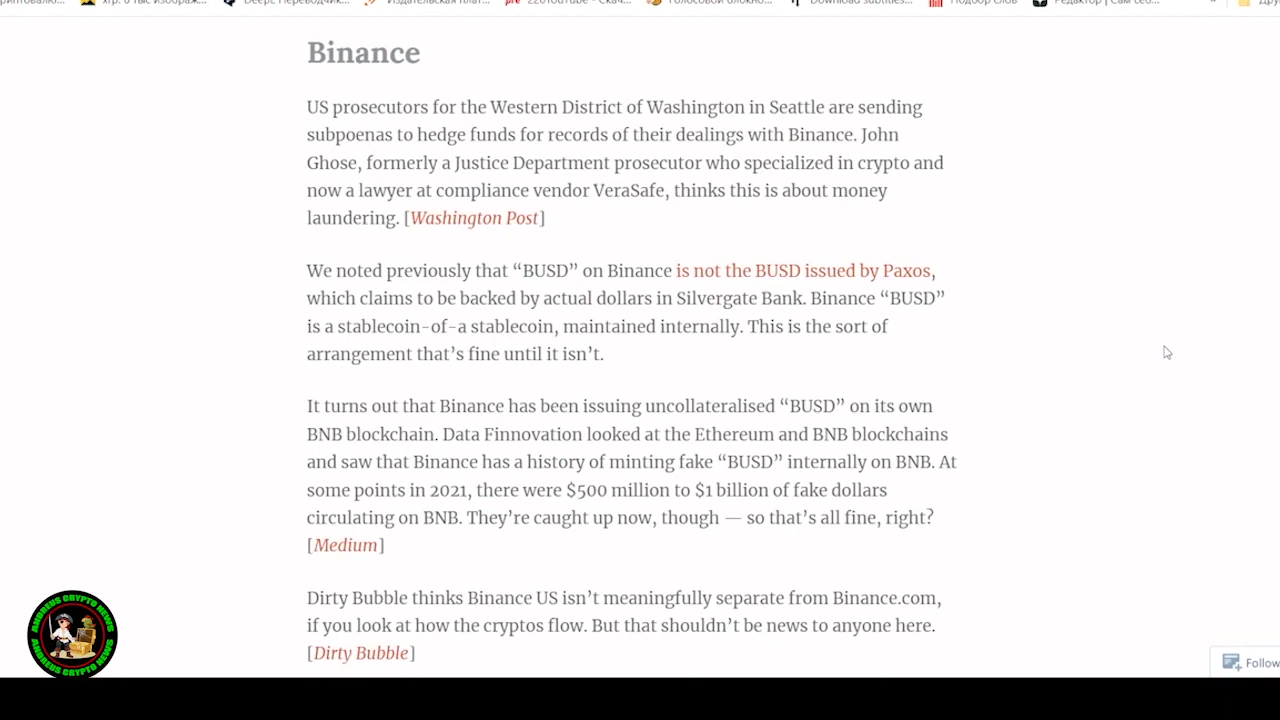 Binance
US prosecutors for the Western District of Washington in Seattle are sending
subpoenas to hedge funds for records of their dealings with Binance. John
Ghose, formerly a Justice Department prosecutor who specialized in crypto and
now a lawyer at compliance vendor VeraSafe, thinks this is about money
laundering. [Washington Post]
We noted previously that “BUSD” on Binance is not the BUSD issued by Paxos,
which claims to be backed by actual dollars in Silvergate Bank. Binance “BUSD”
is a stablecoin-of-a stablecoin, maintained internally. This is the sort of
arrangement that’s fine until it isn’t.
It turns out that Binance has been issuing uncollateralised “BUSD” on its own
BNB blockchain. Data Finnovation looked at the Ethereum and BNB blockchains
and saw that Binance has a history of minting fake “BUSD” internally on BNB. At
some points in 2021, there were $500 million to $1 billion of fake dollars
circulating on BNB. They’re caught up now, though — so that’s all fine, right?
[Medium]
Dirty Bubble thinks Binance US isn’t meaningfully separate from Binance.com,
if you look at how the cryptos flow. But that shouldn’t be news to anyone here.
[Dirty Bubble]
ANDREUS CRYPTO NEWS
ANDREUS CRYPTO NEWS
Follow